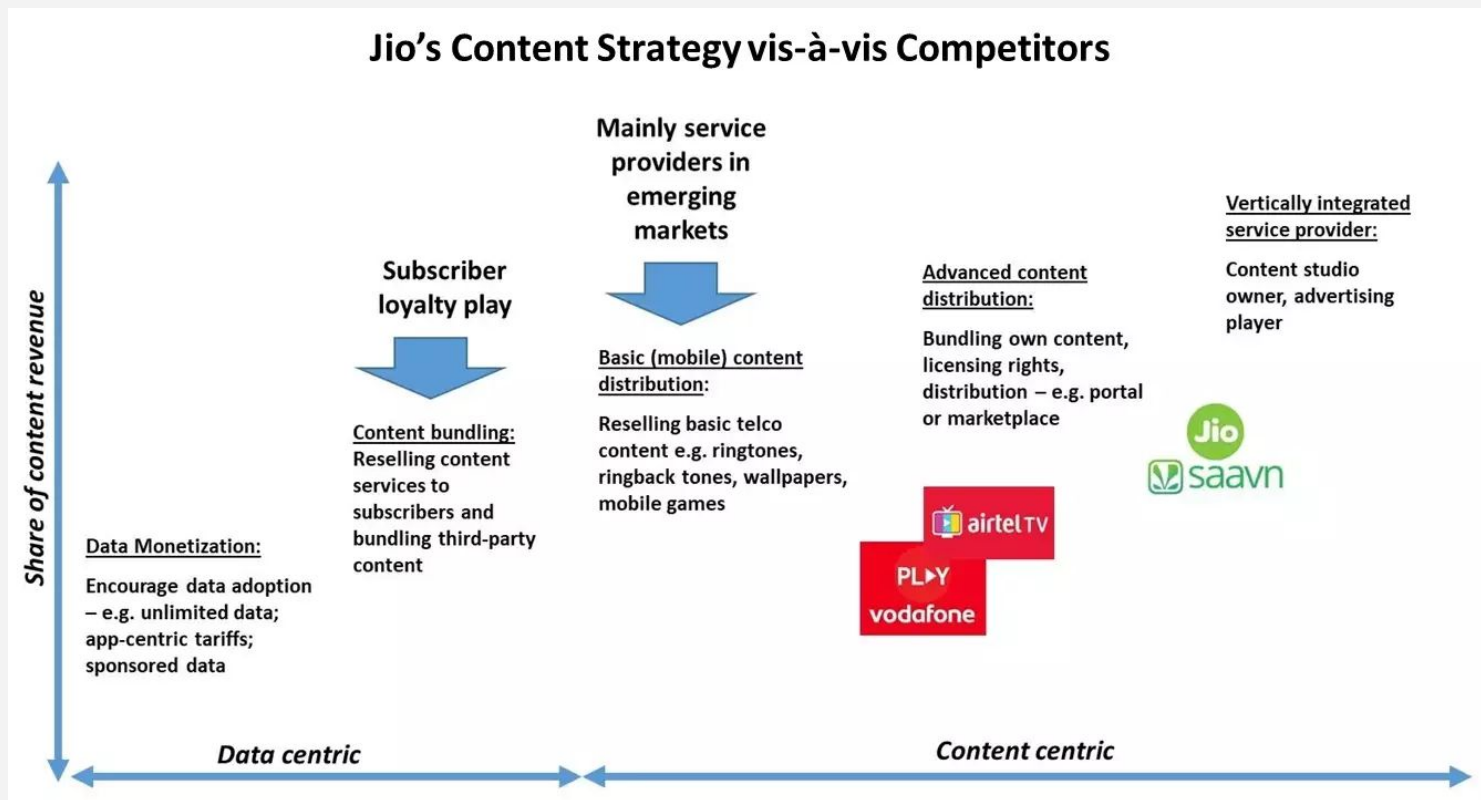 Jio’s Content Strategy vis-à-vis Competitors
Mainly service
providers in
emerging
markets
Subscriber
loyalty play
Share of content revenue
Data Monetization:
Encourage data adoption
– e.g. unlimited data;
app-centric tariffs;
sponsored data
Content bundling:
Reselling content
services to
subscribers and
bundling third-party
content
Basic (mobile) content
distribution:
Reselling basic telco
content e.g. ringtones,
ringback tones, wallpapers,
mobile games
Advanced content
distribution:
Bundling own content,
licensing rights,
distribution – e.g. portal
or marketplace
airtel TV
PLAY
vodafone
Vertically integrated
service provider:
Content studio
owner, advertising
player
Jio
saavn
Data centric
Content centric